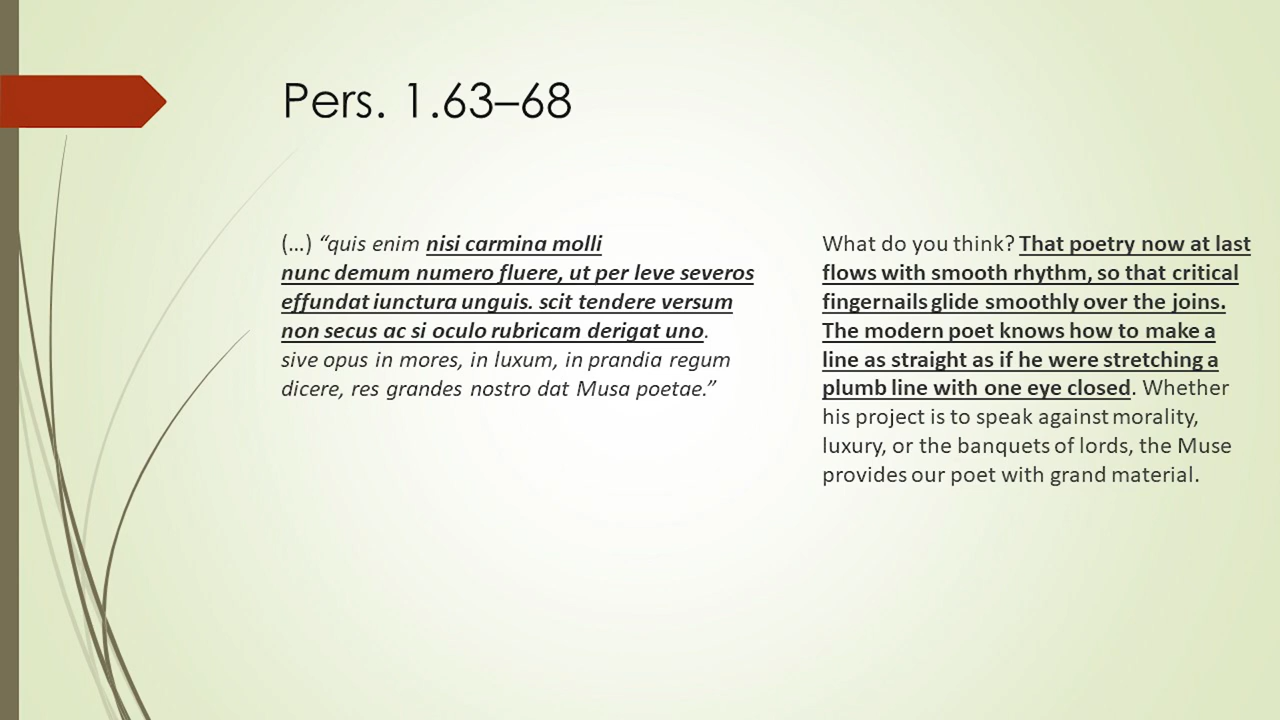 Pers. 1.63–68
(…) “quis enim nisi carmina molli
nunc demum numero fluere, ut per leve severos
effundat iunctura unguis. scit tendere versum
non secus ac si oculo rubricam derigat uno.
sive opus in mores, in luxum, in prandia regum
dicere, res grandes nostro dat Musa poetae.”
What do you think? That poetry now at last
flows with smooth rhythm, so that critical
fingernails glide smoothly over the joins.
The modern poet knows how to make a
line as straight as if he were stretching a
plumb line with one eye closed. Whether
his project is to speak against morality,
luxury, or the banquets of lords, the Muse
provides our poet with grand material.